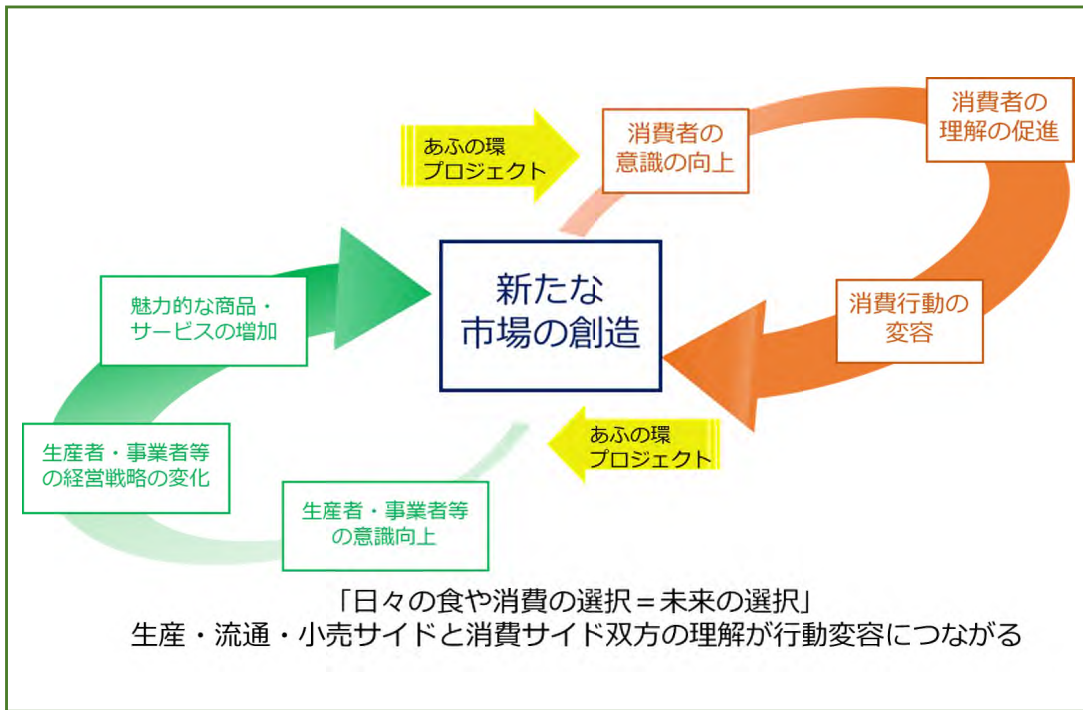 あふの環
プロジェクト
消費者の
意識の向上
消費者の
理解の促進
消費行動の
変容
新たな
市場の創造
魅力的な商品・
サービスの増加
生産者・事業者等
の経営戦略の変化
生産者・事業者等
の意識向上
あふの環
プロジェクト
「日々の食や消費の選択＝未来の選択」
生産・流通・小売サイドと消費サイド双方の理解が行動変容につながる